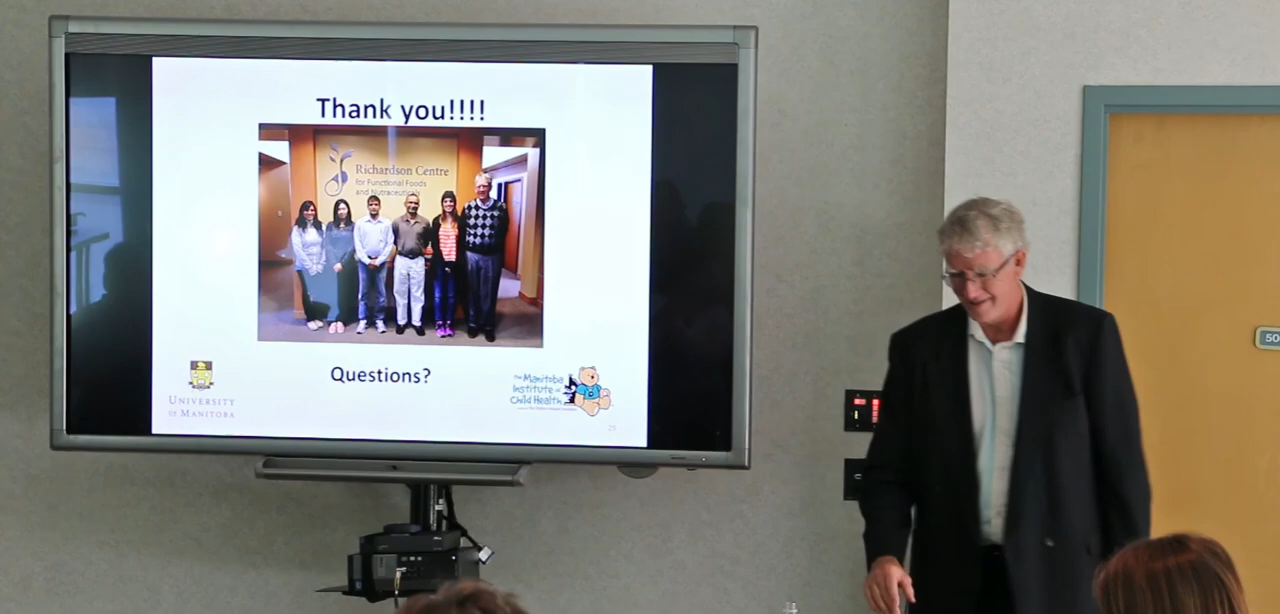 Thank you!!!!
Richardson Centre
for Functional Foods
and Nutraceuticals
Questions?
UNIVERSITY
OF MANITOBA
The Manitoba
Institute of
Child Health
29
50